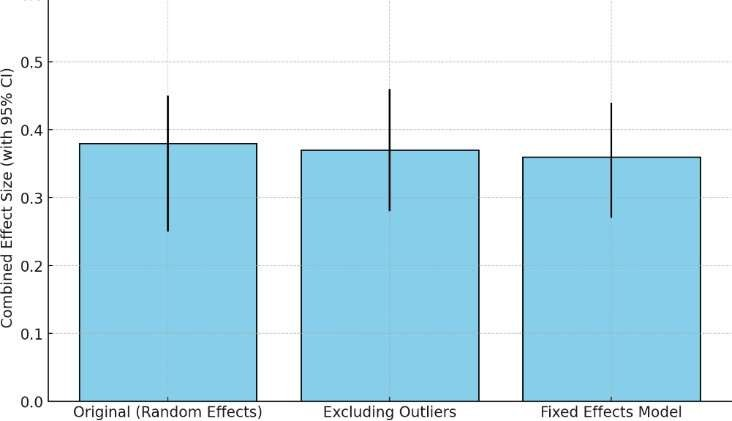 Combined Effect Size (with 95% CI)
0.5
0.4
0.3
0.2
0.1
0.0
Original (Random Effects)
Excluding Outliers
Fixed Effects Model